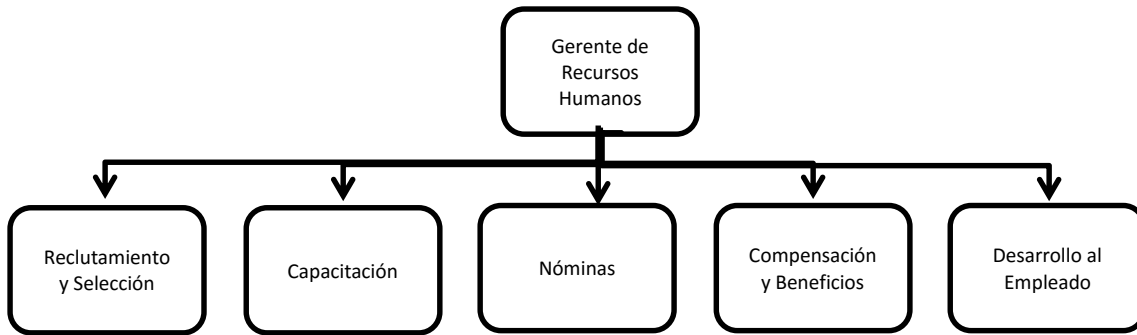 Gerente de
Recursos
Humanos
Reclutamiento
y Selección
Capacitación
Nóminas
Compensación
y Beneficios
Desarrollo al
Empleado